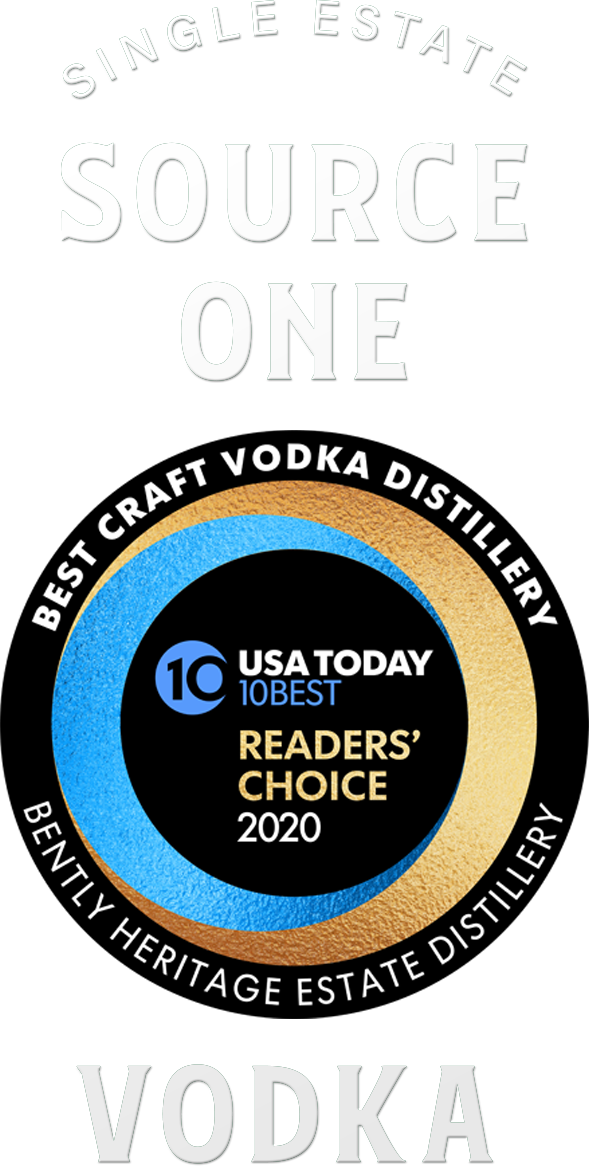 SINGLE ESTATE
SOURCE
ONE
BEST CRAFT VODKA DISTILLERY
10
USA TODAY
10BEST
READERS’
CHOICE
2020
BENTLY HERITAGE ESTATE DISTILLERY
VODKA